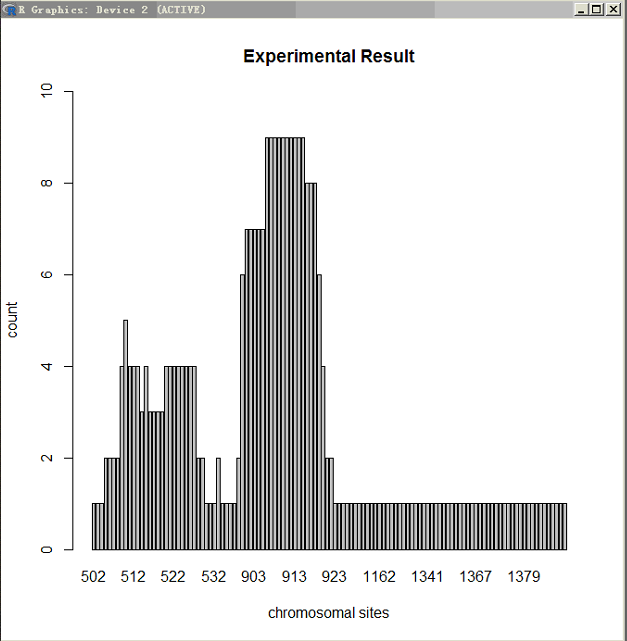 R Graphics: Device 2 (ACTIVE)
Experimental Result
10
8
6
4
2
0
count
502 512 522 532 903 913 923 1162 1341 1367 1379
chromosomal sites